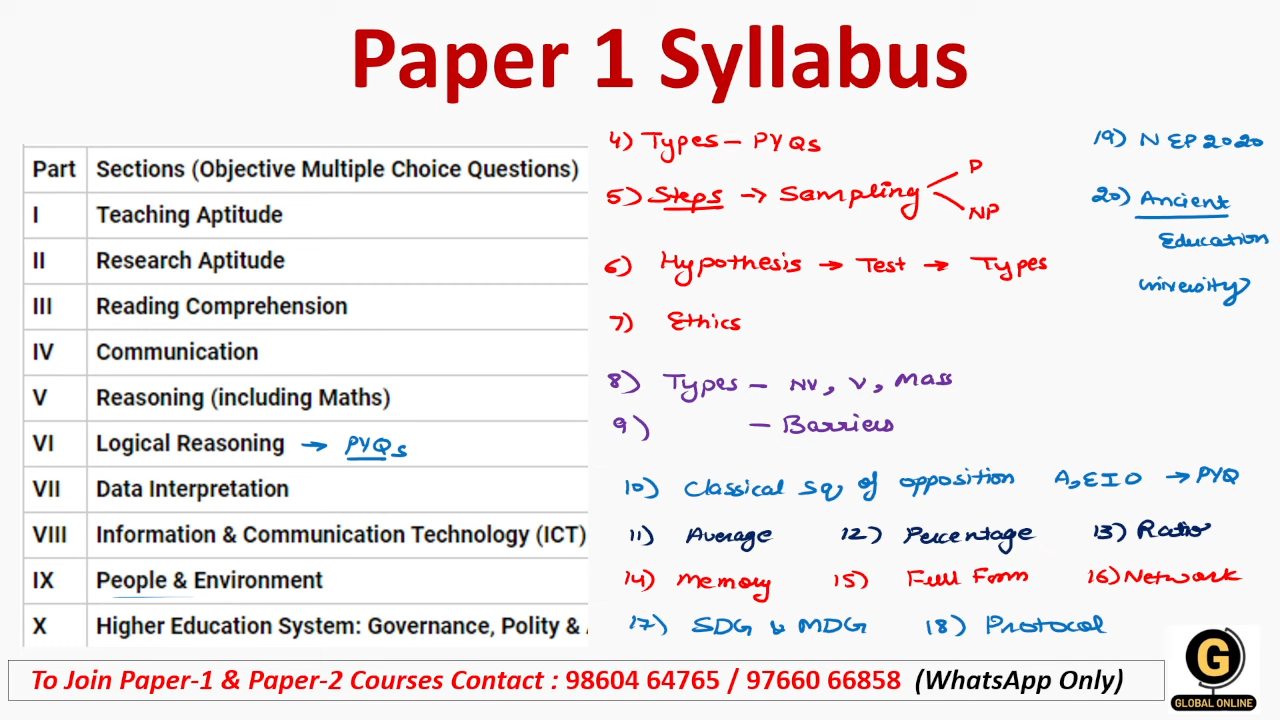 Paper 1 Syllabus
Part Sections (Objective Multiple Choice Questions)
I Teaching Aptitude
II Research Aptitude
III Reading Comprehension
IV Communication
V Reasoning (including Maths)
VI Logical Reasoning → PYQs
VII Data Interpretation
VIII Information & Communication Technology (ICT)
IX People & Environment
X Higher Education System: Governance, Polity &
4) Types – PYQs
5) Steps → Sampling P
NP
6) Hypothesis → Test → Types
7) Ethics
8) Types – NV, V, Mass
9) – Barriers
10) Classical Sq. of opposition A, E I O → PYQ
11) Average 12) Percentage 13) Ratio
14) Memory 15) Full Form 16) Network
17) SDG & MDG 18) Protocol
19) NEP 2020
20) Ancient
Education
University
To Join Paper-1 & Paper-2 Courses Contact : 98604 64765 / 97660 66858 (WhatsApp Only)
G
GLOBAL ONLINE